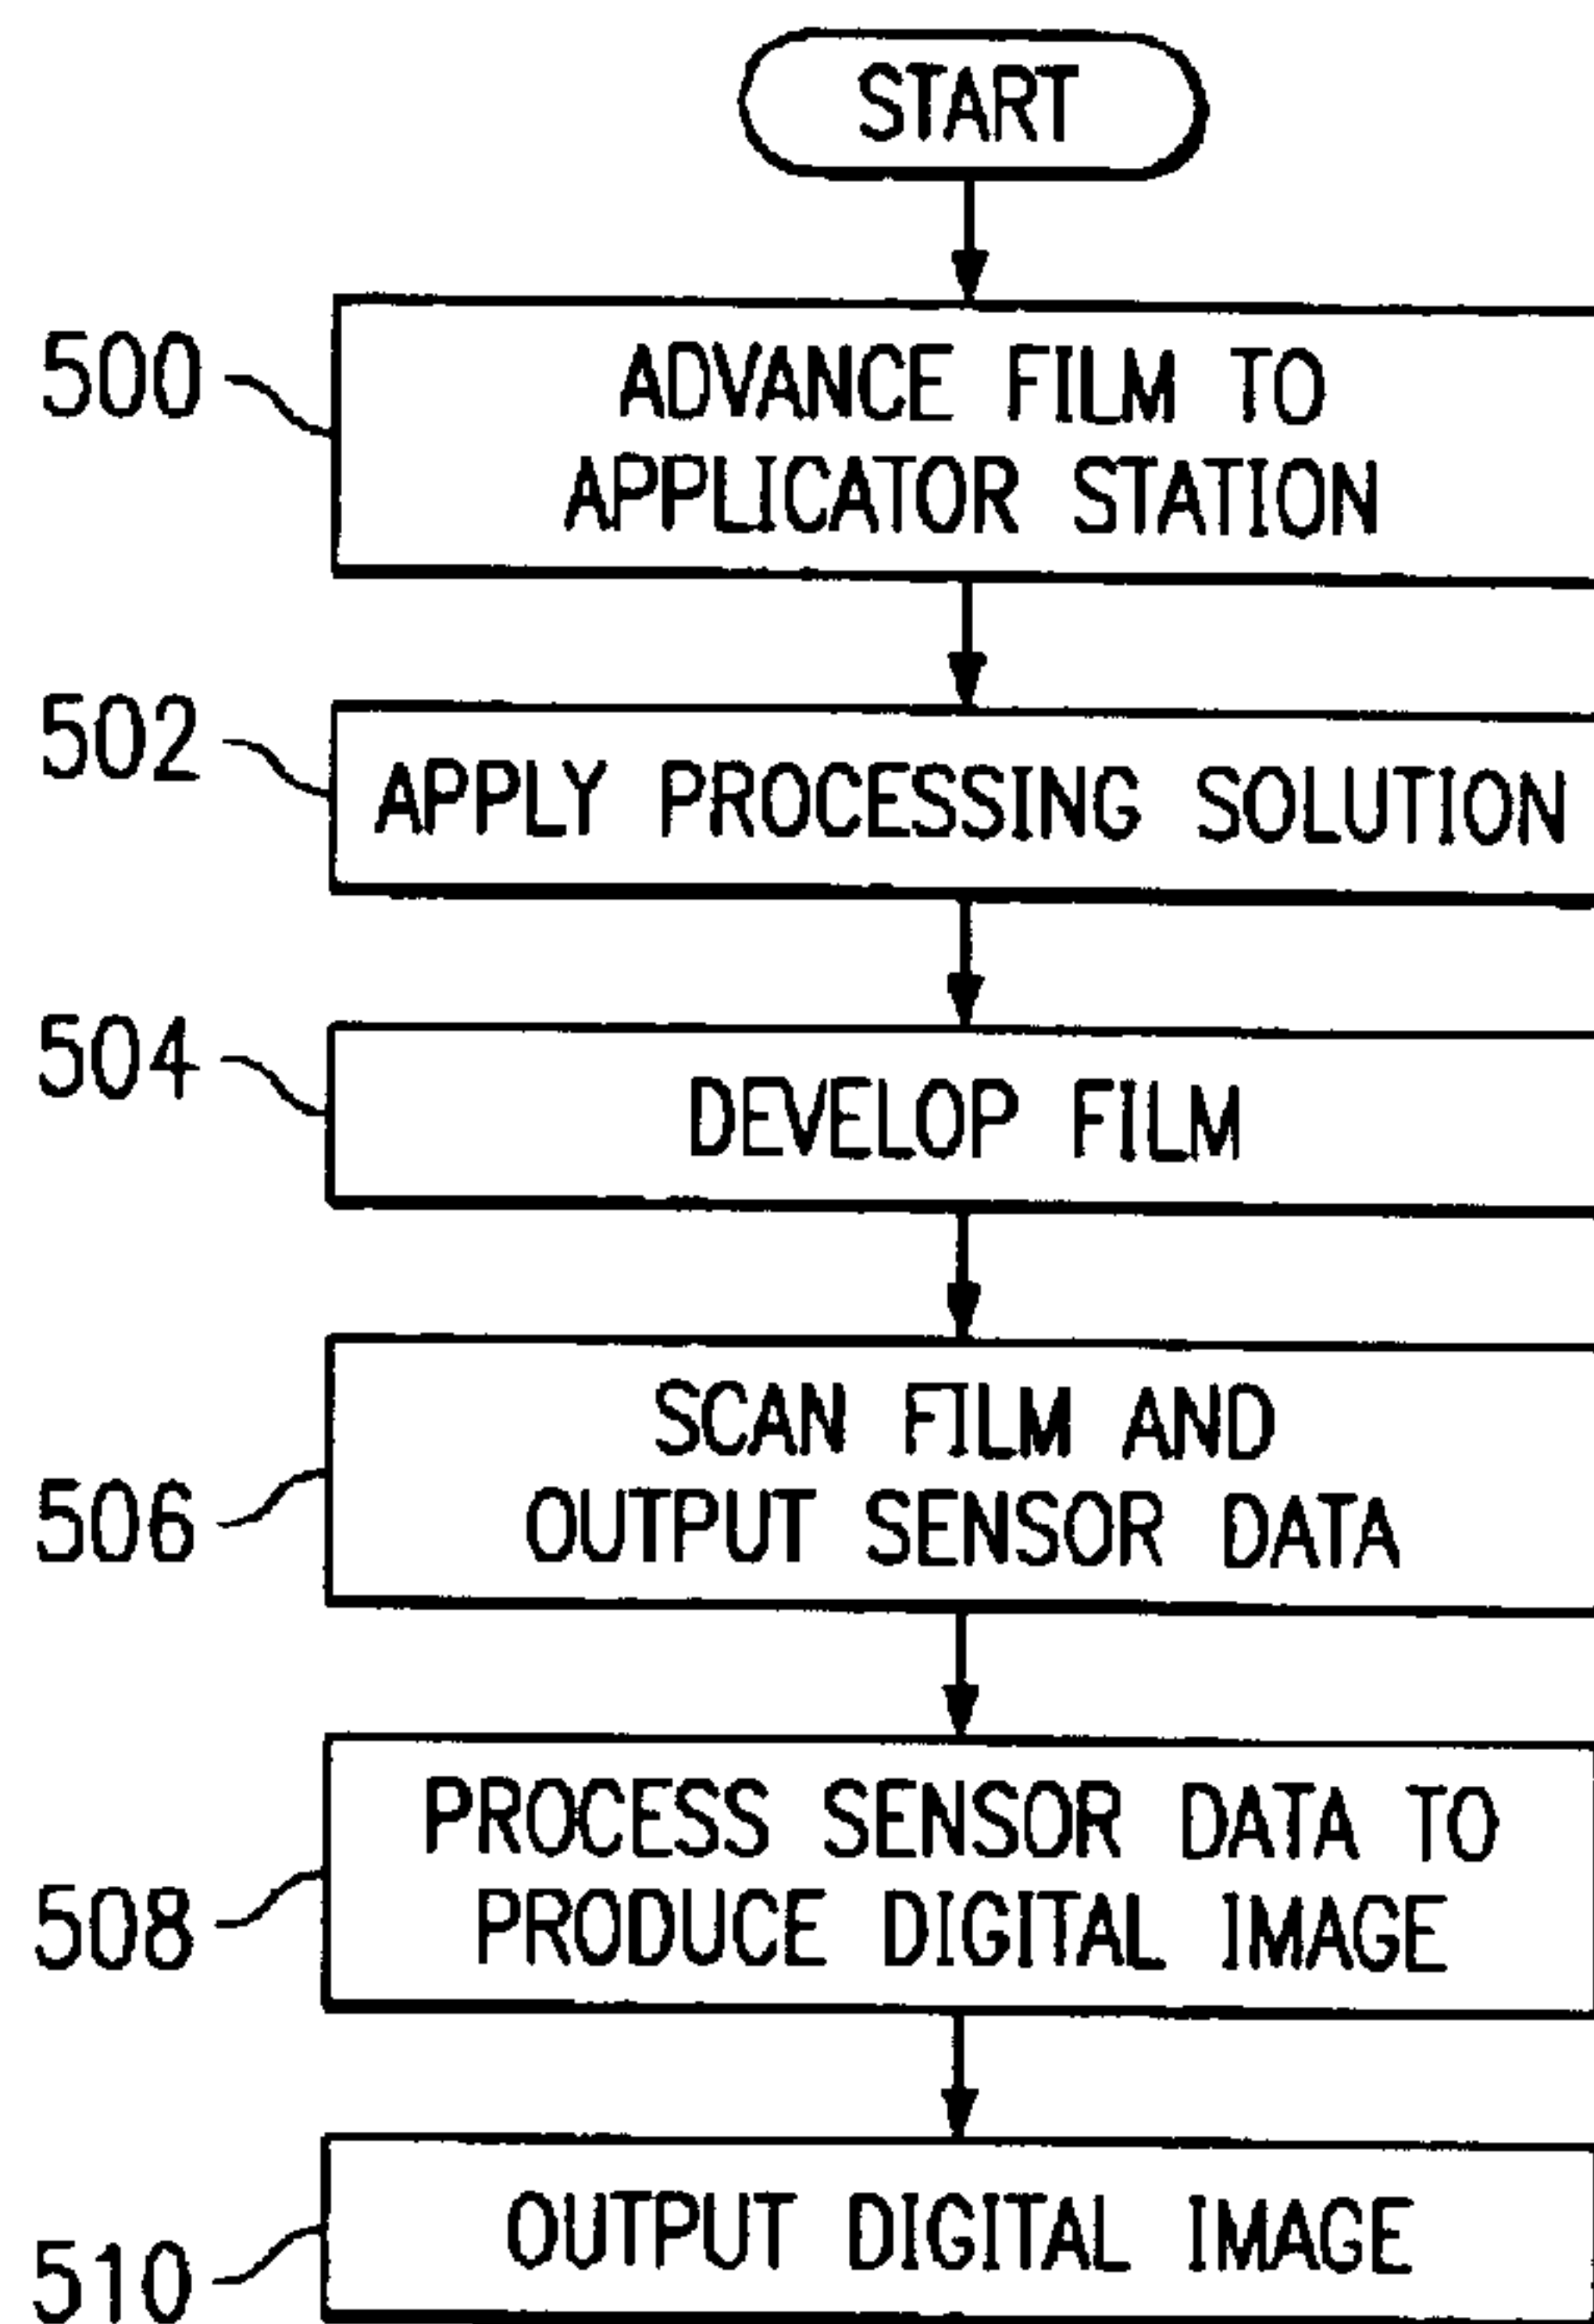 START
500
ADVANCE FILM TO
APPLICATOR STATION
502
APPLY PROCESSING SOLUTION
504
DEVELOP FILM
506
SCAN FILM AND
OUTPUT SENSOR DATA
508
PROCESS SENSOR DATA TO
PRODUCE DIGITAL IMAGE
510
OUTPUT DIGITAL IMAGE